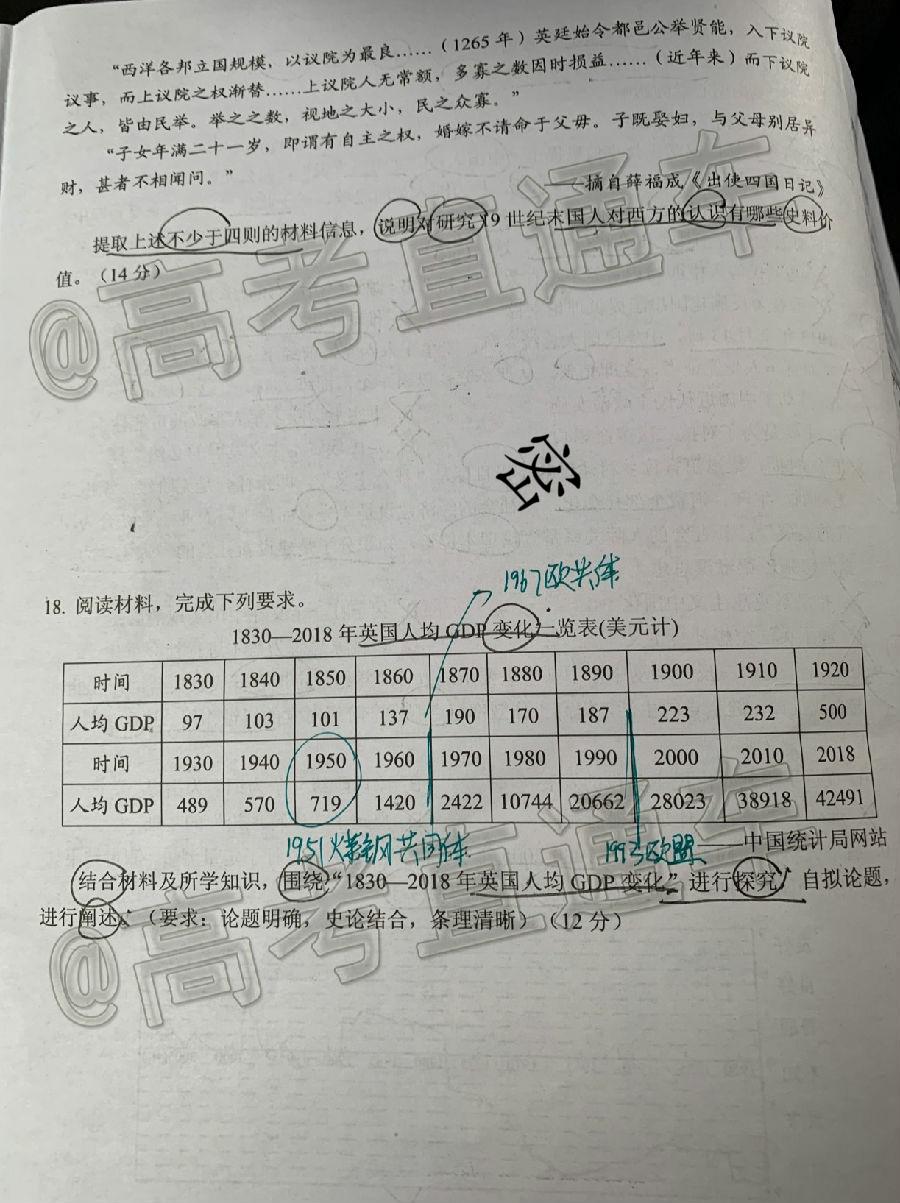 “西洋各邦立国规模，以议院为最良……（1265年）英廷始令都邑公举贤能，入下议院
议事，而上议院之权渐替……上议院人无常额，多寡之数因时损益……（近年来）而下议院
之人，皆由民举。举之之数，视地之大小，民之众寡。”
“子女年满二十一岁，即谓有自主之权，婚嫁不请命于父母。子既娶妇，与父母别居异
财，甚者不相闻问。”
——摘自薛福成《出使四国日记》
提取上述不少于四则的材料信息，说明对研究19世纪末国人对西方的认识有哪些史料价
值。（14分）
@高考直通车
密
1967欧共体
18. 阅读材料，完成下列要求。
1830—2018年英国人均GDP变化一览表(美元计)
时间 1830 1840 1850 1860 1870 1880 1890 1900 1910 1920
人均GDP 97 103 101 137 190 170 187 223 232 500
时间 1930 1940 1950 1960 1970 1980 1990 2000 2010 2018
人均GDP 489 570 719 1420 2422 10744 20662 28023 38918 42491
1951煤钢共同体 1993欧盟
——中国统计局网站
结合材料及所学知识，围绕“1830—2018年英国人均GDP变化”进行探究，自拟论题，
进行阐述。（要求：论题明确，史论结合，条理清晰）（12分）
@高考直通车